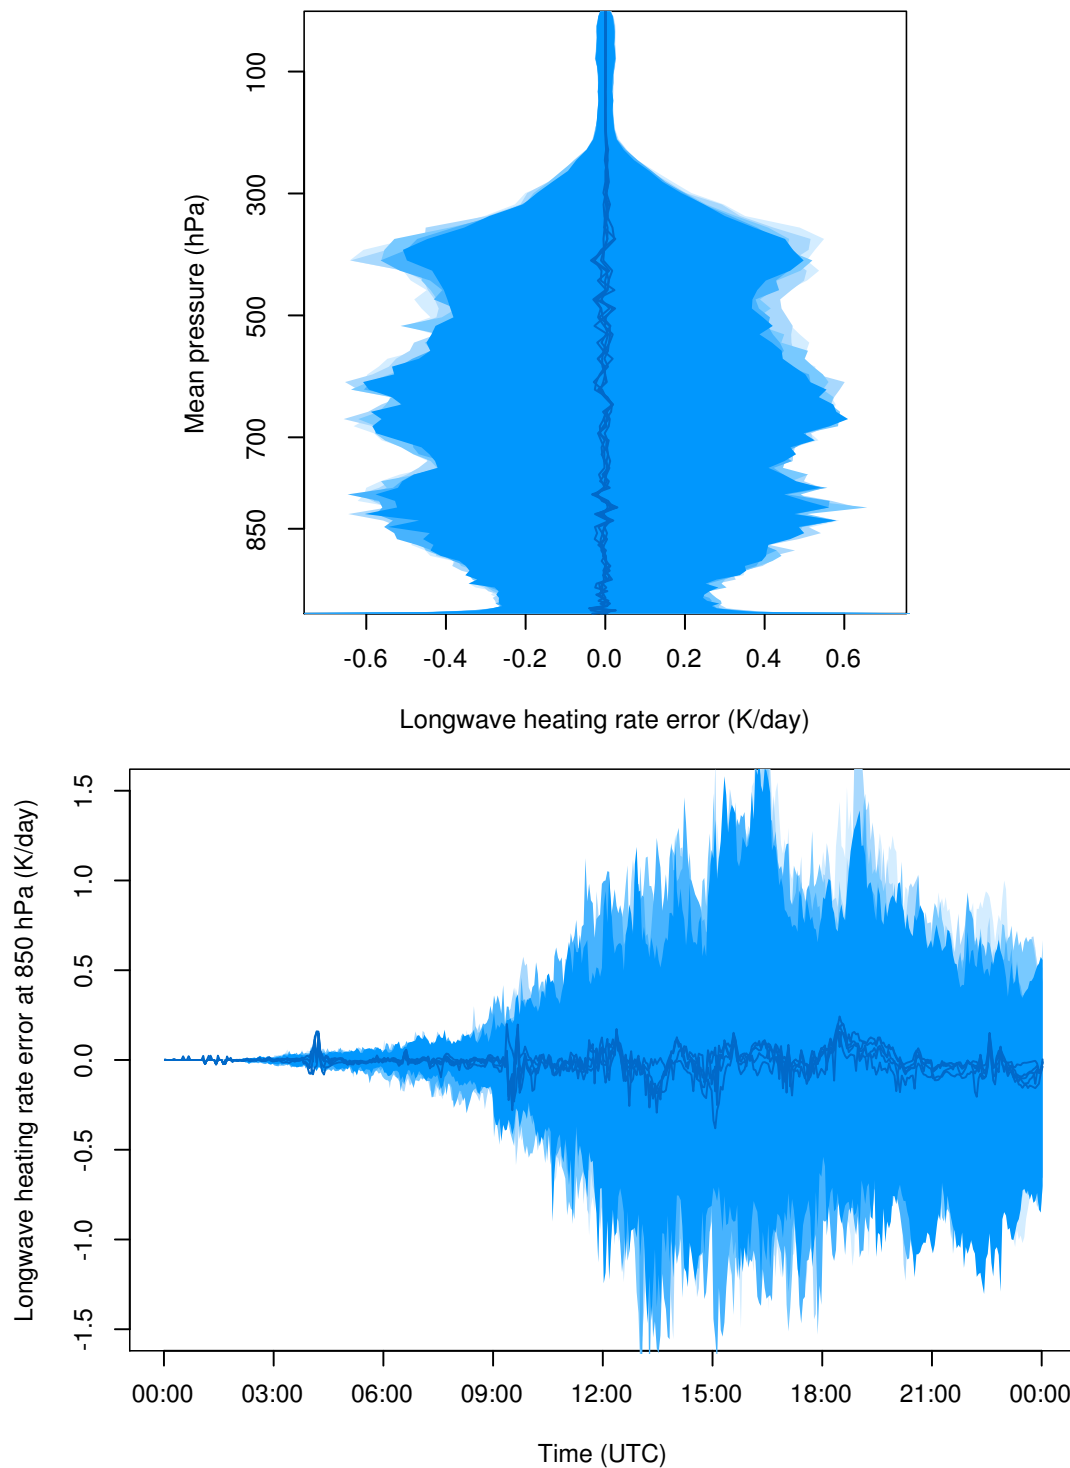 100
300
500
700
850
Mean pressure (hPa)
-0.6 -0.4 -0.2 0.0 0.2 0.4 0.6
Longwave heating rate error (K/day)
1.5
1.0
0.5
0.0
-0.5
-1.0
-1.5
Longwave heating rate error at 850 hPa (K/day)
00:00 03:00 06:00 09:00 12:00 15:00 18:00 21:00 00:00
Time (UTC)